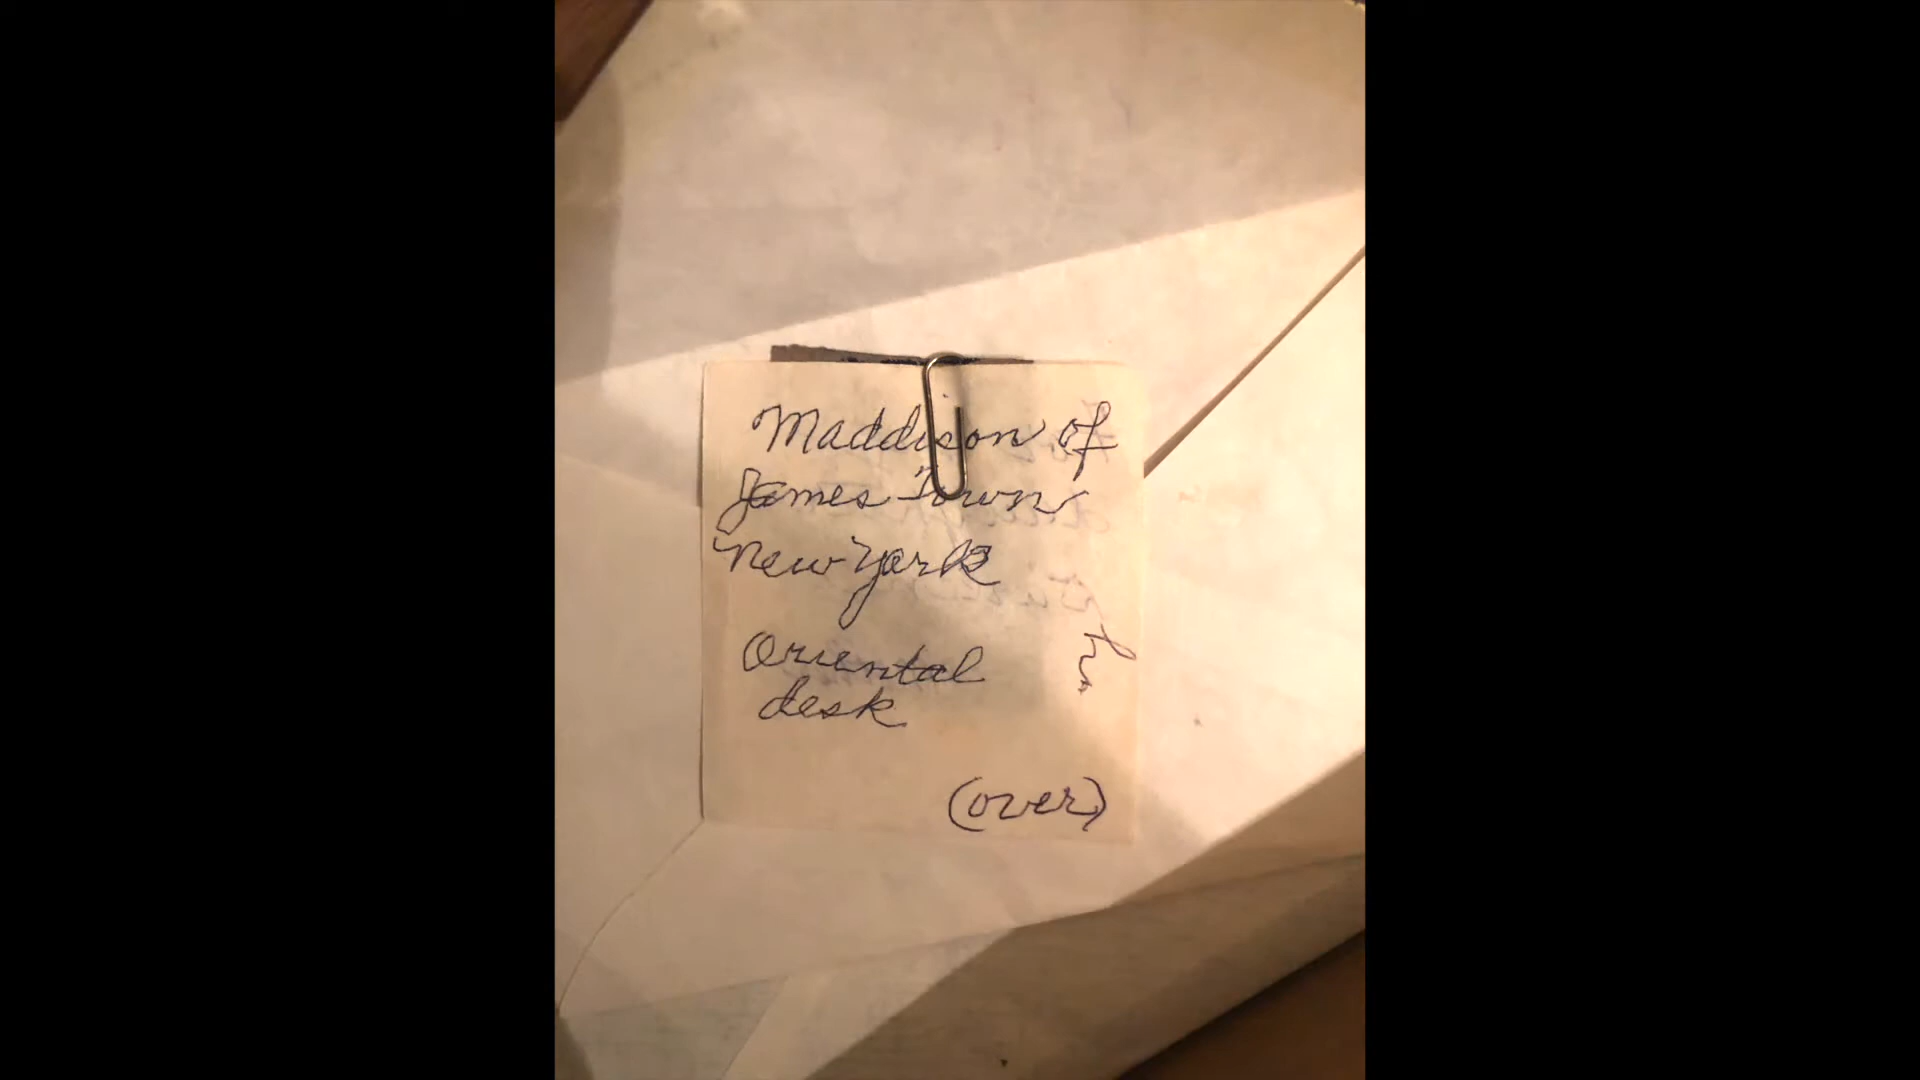 Maddison of
James Town
New York
Oriental
desk
(over)